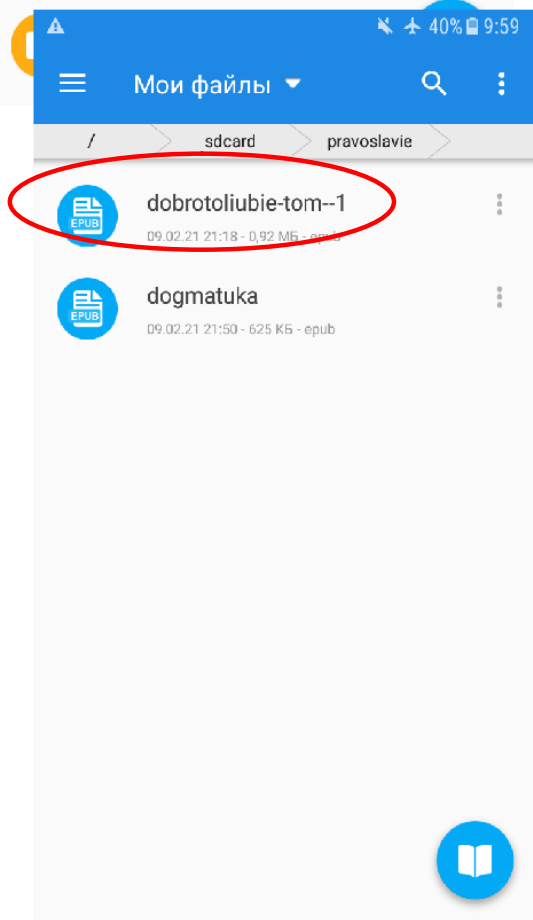 40% 9:59
Мои файлы
/ sdcard pravoslavie
EPUB
dobrotoliubie-tom--1
09.02.21 21:18 - 0,92 МБ - epub
EPUB
dogmatuka
09.02.21 21:50 - 625 КБ - epub